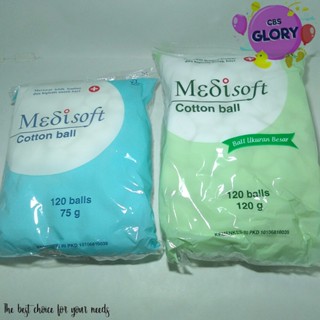 CBS
GLORY
Medisoft
Cotton ball
120 balls
75 g
Medisoft
Cotton ball
Ball Ukuran Besar
120 balls
120 g
The best choice for your needs